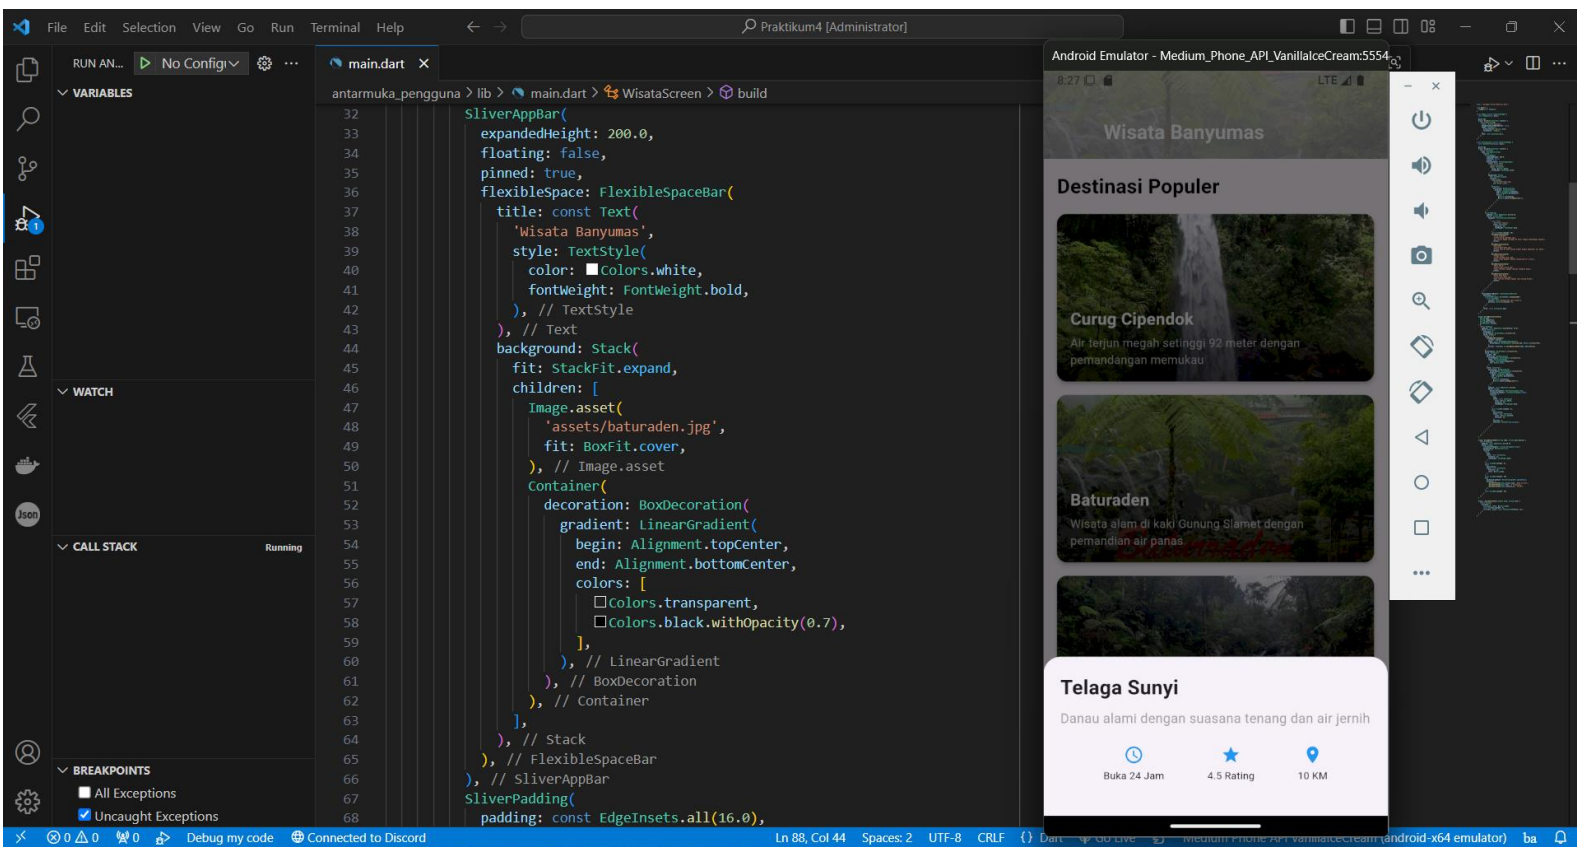 File Edit Selection View Go Run Terminal Help
Praktikum4 [Administrator]
RUN AN... No Config
VARIABLES
WATCH
CALL STACK
Running
BREAKPOINTS
All Exceptions
Uncaught Exceptions
Json
1
main.dart
antarmuka_pengguna > lib > main.dart > WisataScreen > build
32 SliverAppBar(
33 expandedHeight: 200.0,
34 floating: false,
35 pinned: true,
36 flexibleSpace: FlexibleSpaceBar(
37 title: const Text(
38 'Wisata Banyumas',
39 style: TextStyle(
40 color: Colors.white,
41 fontWeight: FontWeight.bold,
42 ), // TextStyle
43 ), // Text
44 background: Stack(
45 fit: StackFit.expand,
46 children: [
47 Image.asset(
48 'assets/baturaden.jpg',
49 fit: BoxFit.cover,
50 ), // Image.asset
51 Container(
52 decoration: BoxDecoration(
53 gradient: LinearGradient(
54 begin: Alignment.topCenter,
55 end: Alignment.bottomCenter,
56 colors: [
57 Colors.transparent,
58 Colors.black.withOpacity(0.7),
59 ],
60 ), // LinearGradient
61 ), // BoxDecoration
62 ), // Container
63 ],
64 ), // Stack
65 ), // FlexibleSpaceBar
66 ), // SliverAppBar
67 SliverPadding(
68 padding: const EdgeInsets.all(16.0),
Android Emulator - Medium_Phone_API_VanillaIceCream:5554
8:27
LTE
Wisata Banyumas
Destinasi Populer
Curug Cipendok
Air terjun megah setinggi 92 meter dengan
pemandangan memukau
Baturaden
Wisata alam di kaki Gunung Slamet dengan
pemandian air panas
Telaga Sunyi
Danau alami dengan suasana tenang dan air jernih
Buka 24 Jam
4.5 Rating
10 KM
0 0 0 Debug my code Connected to Discord
Ln 88, Col 44 Spaces: 2 UTF-8 CRLF {} Dart Go Live Medium Phone API VanillaIceCream (android-x64 emulator) ba